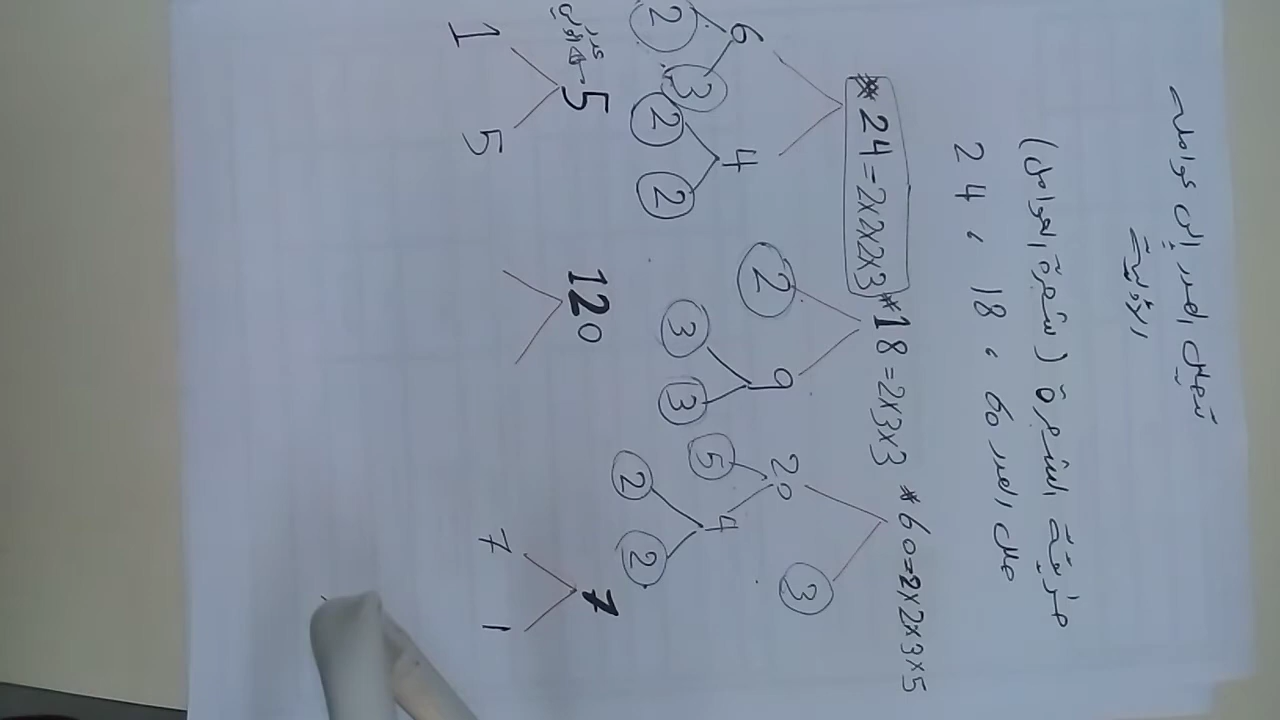 تحليل العدد إلى عوامله
الأولية
طريقة الشجرة (شجرة العوامل)
حلل العدد 60 ، 18 ، 24
* 24=2x2x2x3 * 18=2x3x3 * 60=2x2x3x5
6 4 2 9 20 3
2 3 2 2 3 3 5 4
2 2
5 ← عدد أولي 120 7
1 5 7 1